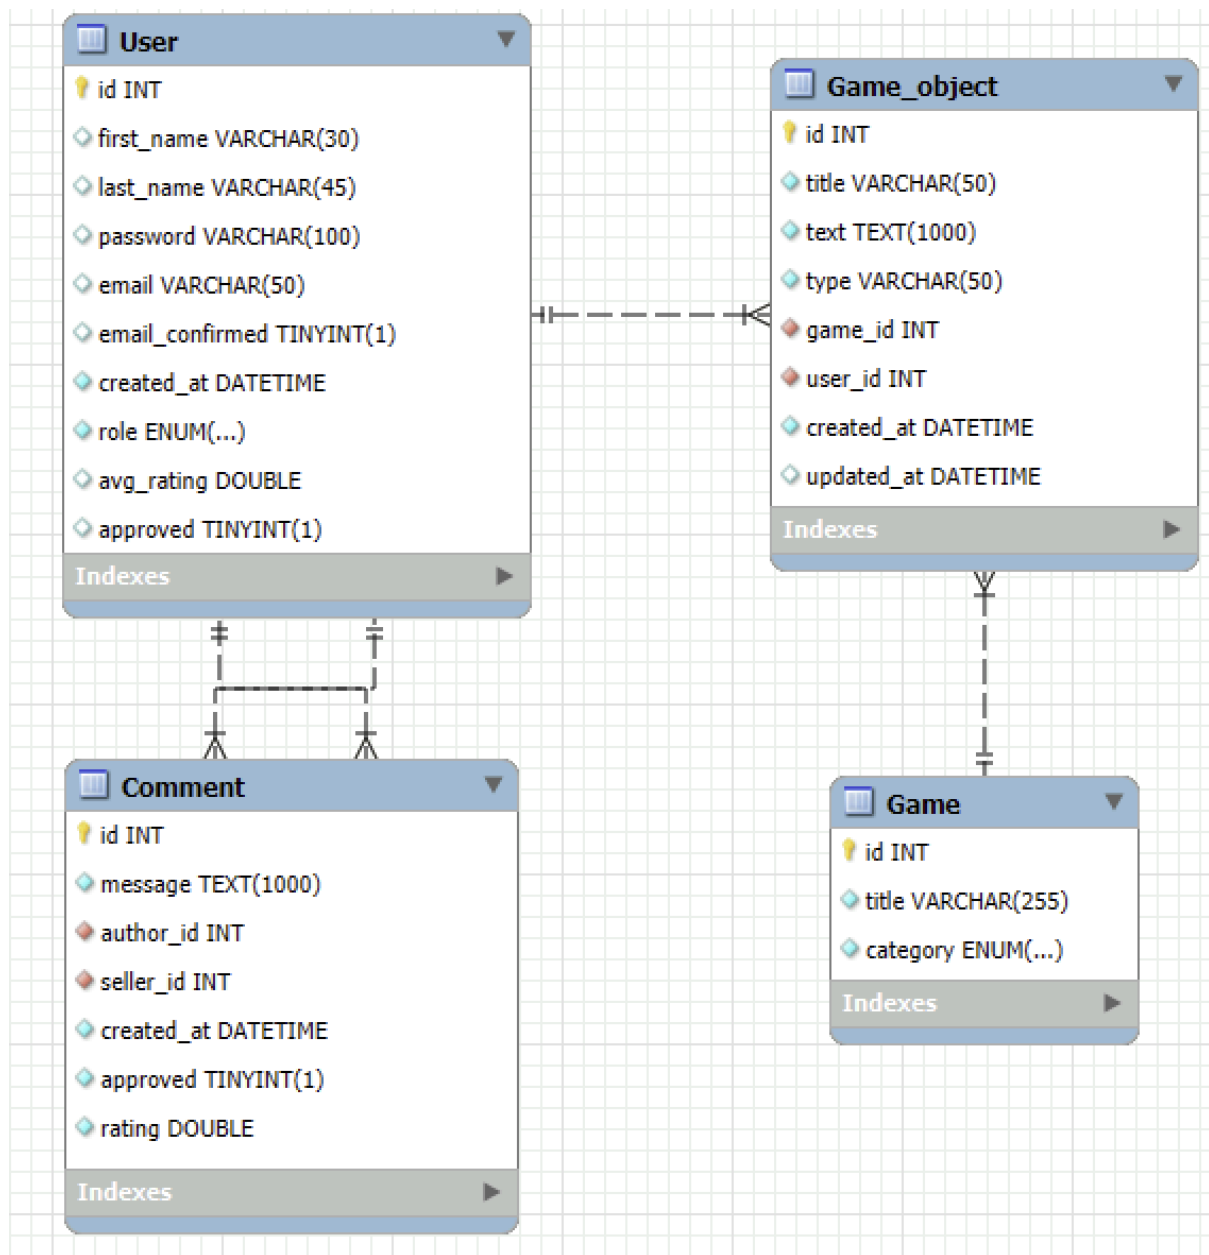 User
id INT
first_name VARCHAR(30)
last_name VARCHAR(45)
password VARCHAR(100)
email VARCHAR(50)
email_confirmed TINYINT(1)
created_at DATETIME
role ENUM(...)
avg_rating DOUBLE
approved TINYINT(1)
Indexes
Game_object
id INT
title VARCHAR(50)
text TEXT(1000)
type VARCHAR(50)
game_id INT
user_id INT
created_at DATETIME
updated_at DATETIME
Indexes
Comment
id INT
message TEXT(1000)
author_id INT
seller_id INT
created_at DATETIME
approved TINYINT(1)
rating DOUBLE
Indexes
Game
id INT
title VARCHAR(255)
category ENUM(...)
Indexes